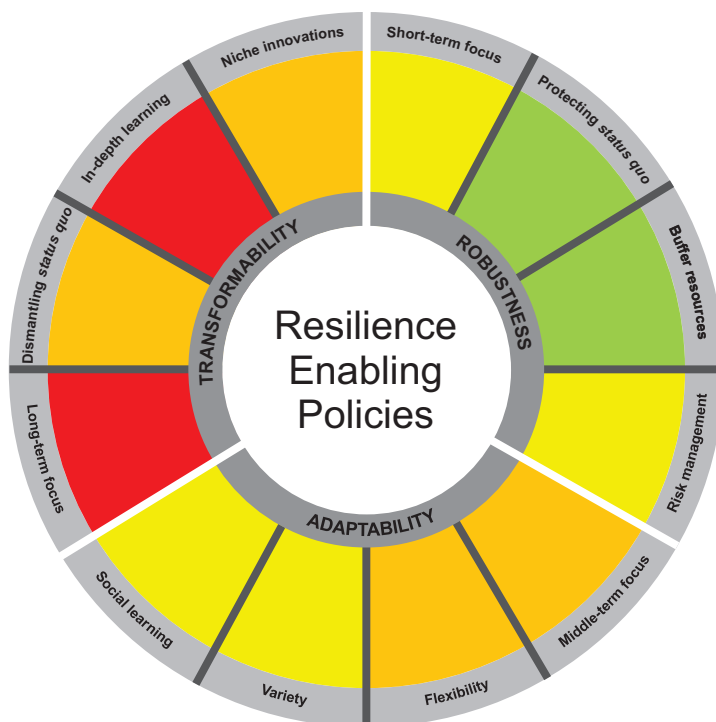 Niche innovations
Short-term focus
Protecting status quo
Buffer resources
Risk management
Middle-term focus
Flexibility
Variety
Social learning
Long-term focus
Dismantling status quo
In-depth learning
TRANSFORMABILITY
ROBUSTNESS
ADAPTABILITY
Resilience
Enabling
Policies